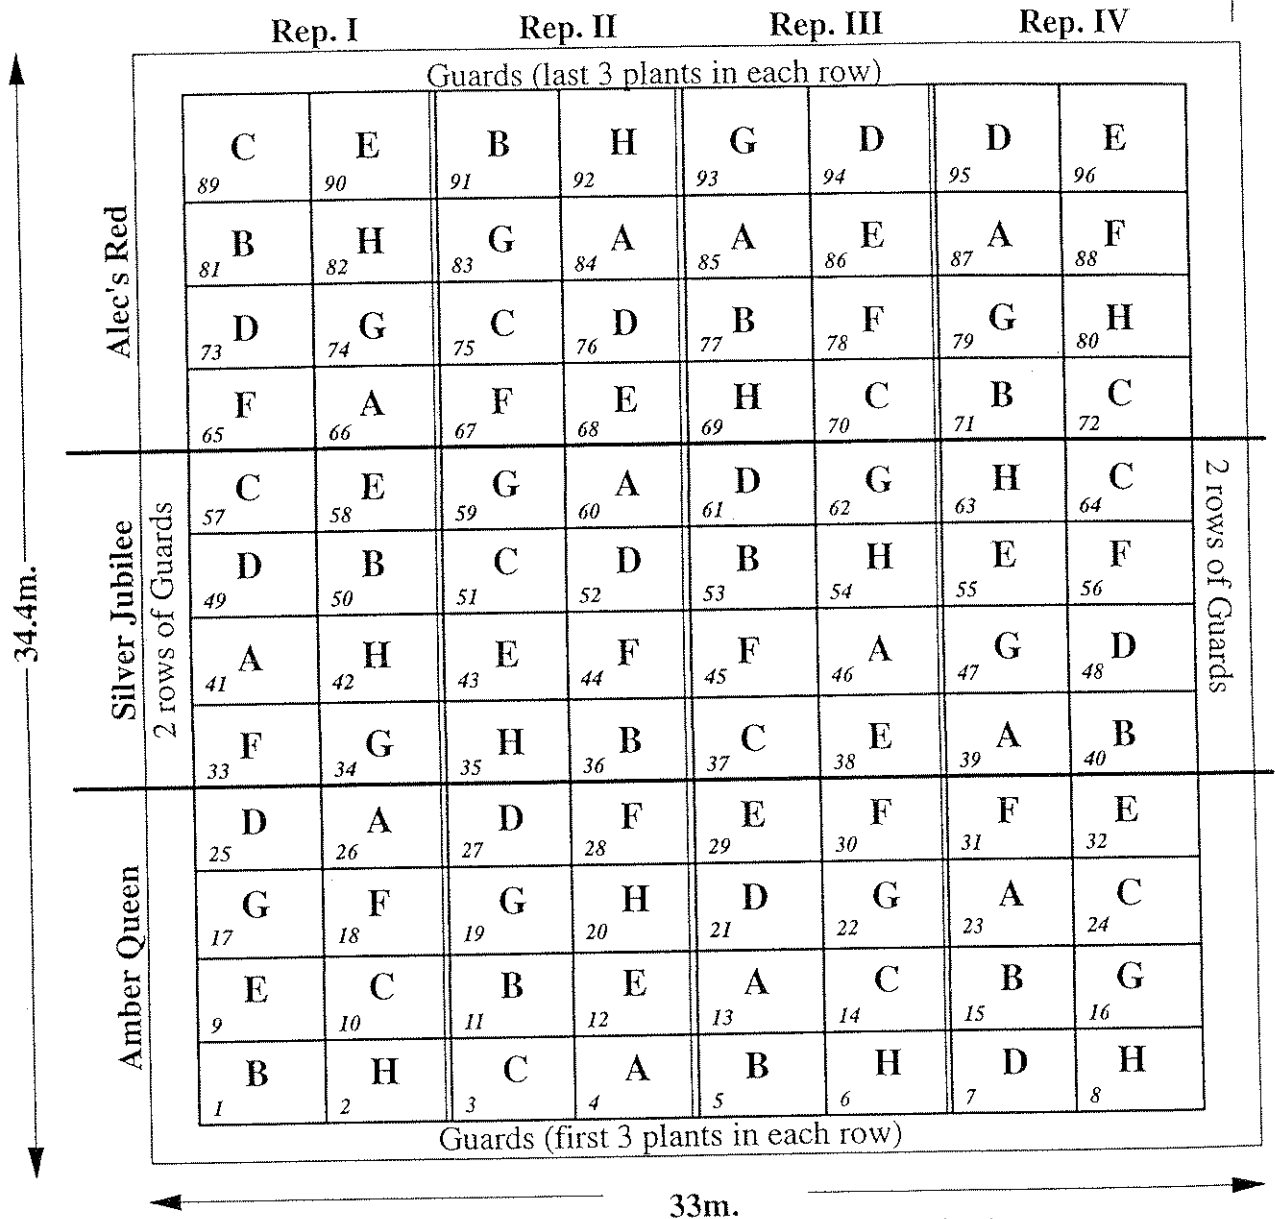 Rep. I Rep. II Rep. III Rep. IV
Guards (last 3 plants in each row)
C E B H G D D E
89 90 91 92 93 94 95 96
B H G A A E A F
81 82 83 84 85 86 87 88
D G C D B F G H
73 74 75 76 77 78 79 80
F A F E H C B C
65 66 67 68 69 70 71 72
Alec's Red
C E G A D G H C
57 58 59 60 61 62 63 64
D B C D B H E F
49 50 51 52 53 54 55 56
A H E F F A G D
41 42 43 44 45 46 47 48
F G H B C E A B
33 34 35 36 37 38 39 40
Silver Jubilee
2 rows of Guards
2 rows of Guards
34.4m.
D A D F E F F E
25 26 27 28 29 30 31 32
G F G H D G A C
17 18 19 20 21 22 23 24
E C B E A C B G
9 10 11 12 13 14 15 16
B H C A B H D H
1 2 3 4 5 6 7 8
Amber Queen
Guards (first 3 plants in each row)
33m.